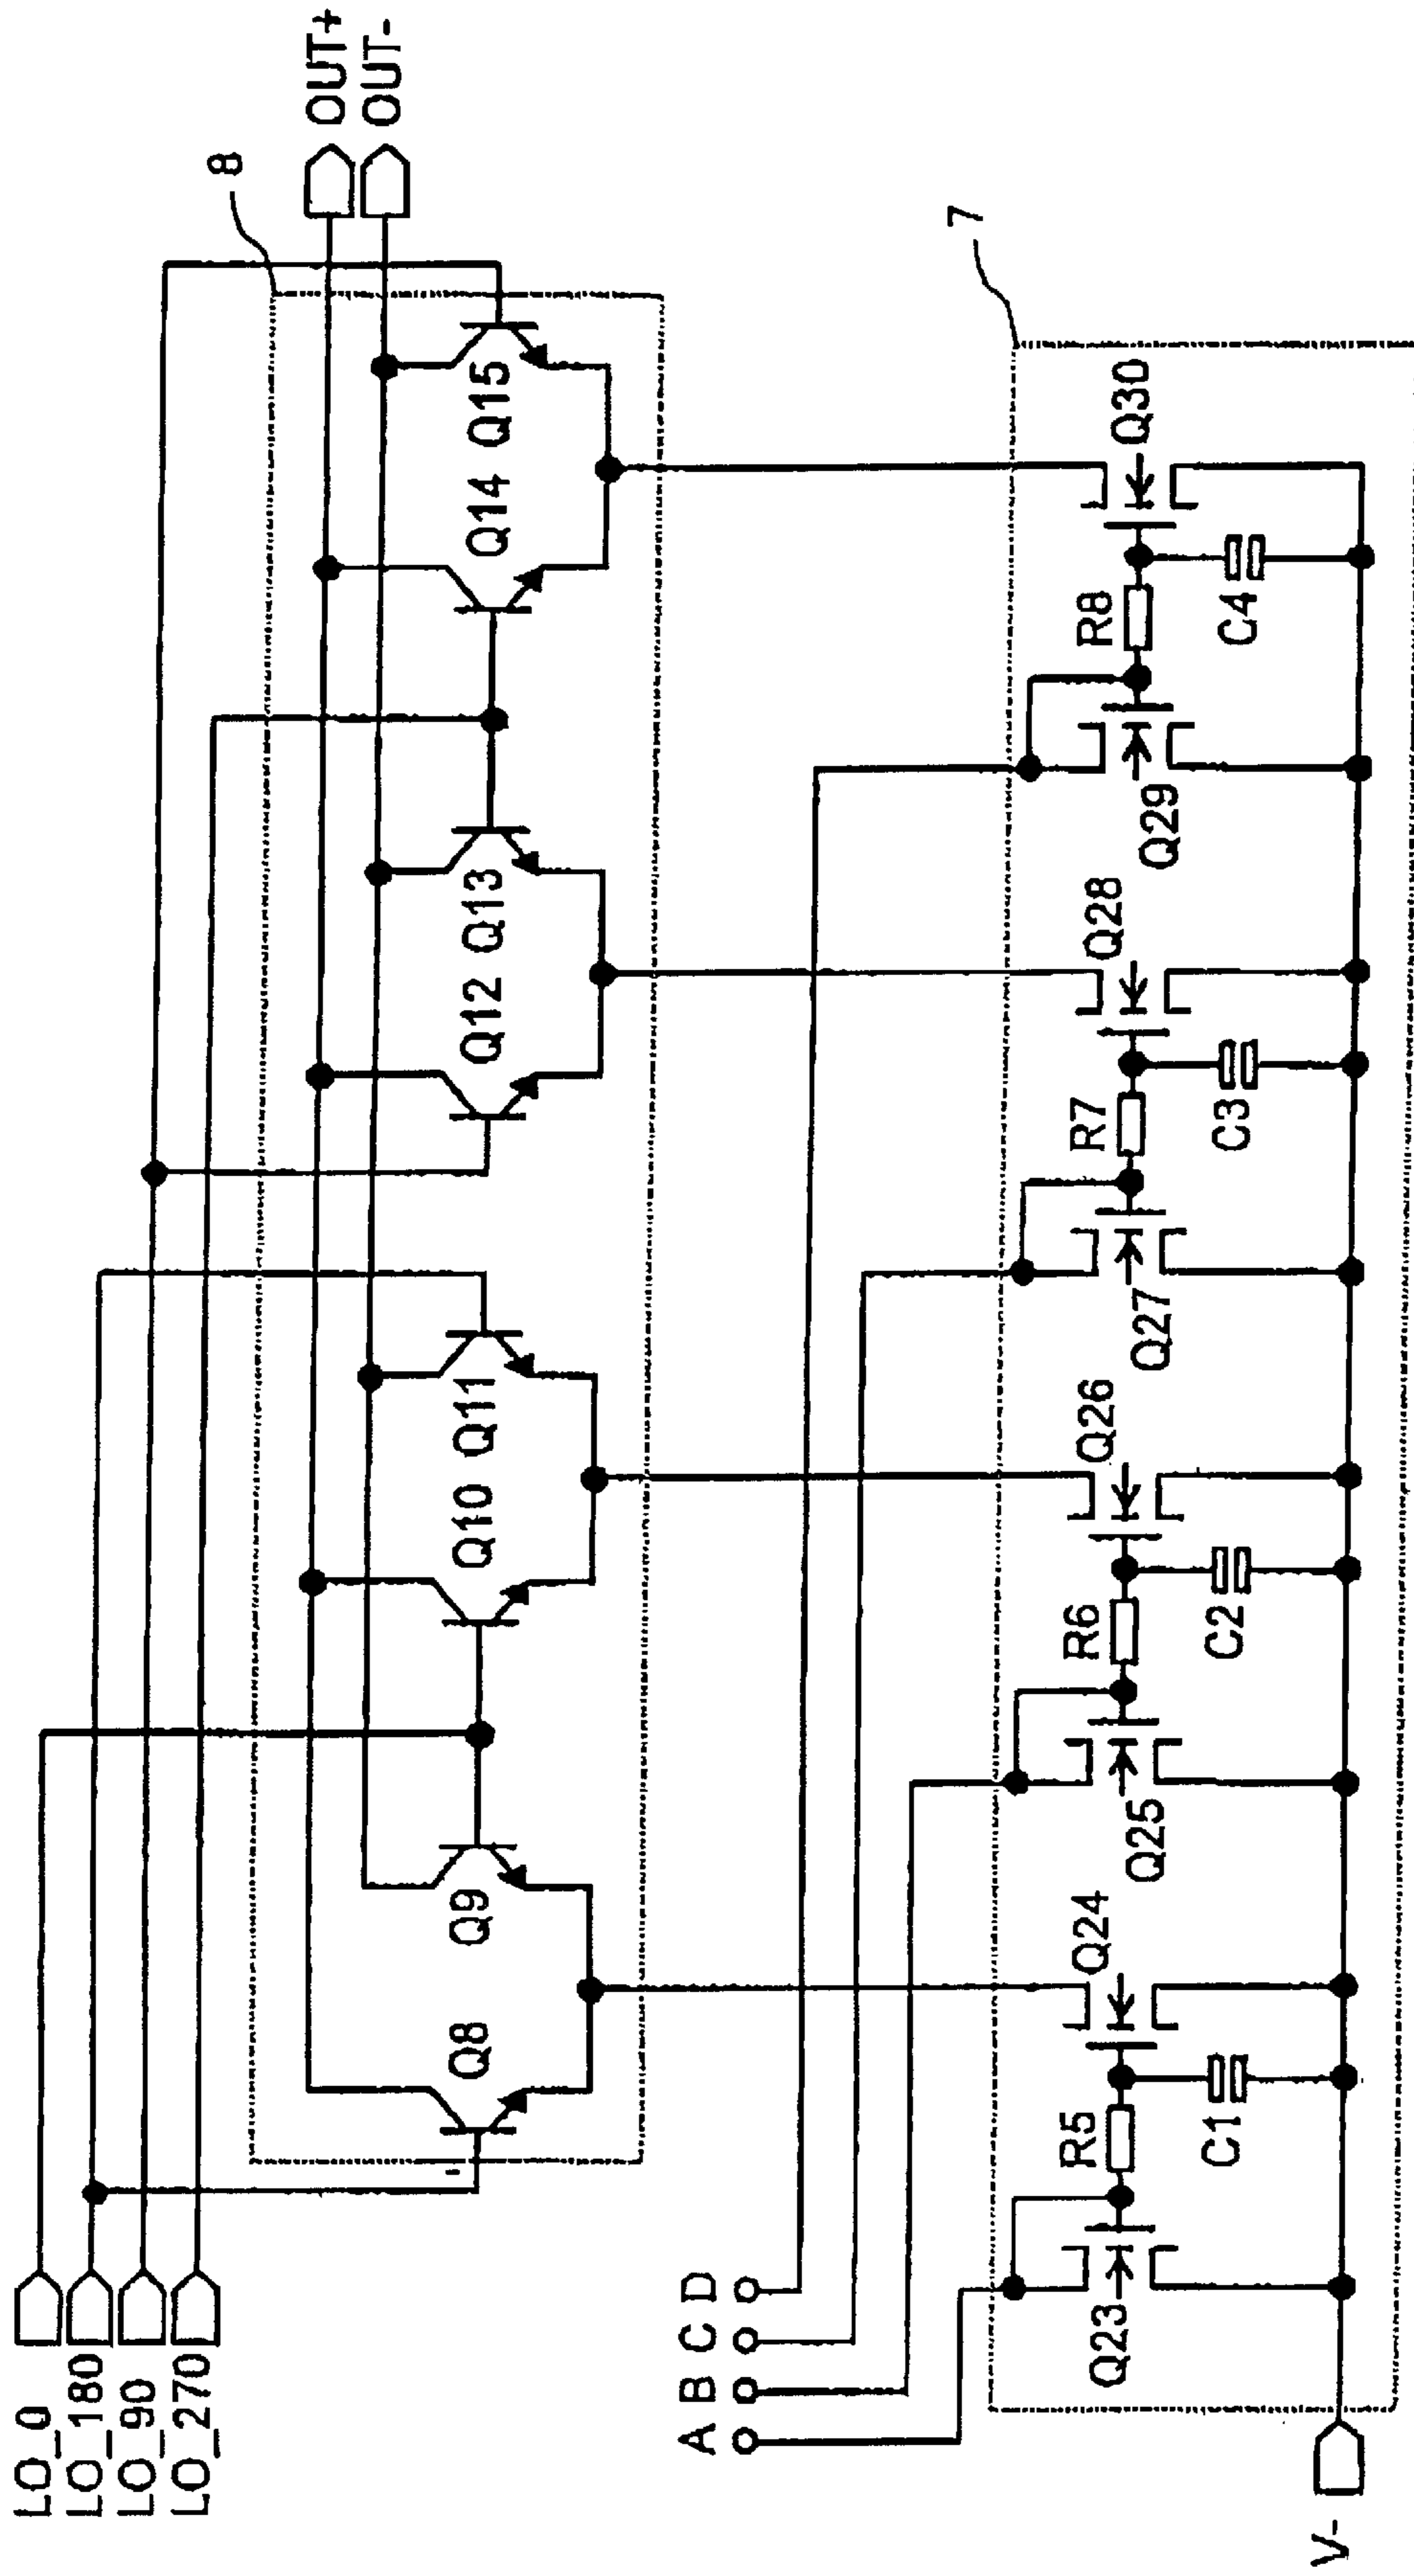 LO_0
LO_180
LO_90
LO_270
OUT+
OUT-
8
Q8
Q9
Q10 Q11
Q12 Q13
Q14 Q15
A
B
C
D
7
Q23
R5
C1
Q24
Q25
R6
C2
Q26
Q27
R7
C3
Q28
Q29
R8
C4
Q30
V-